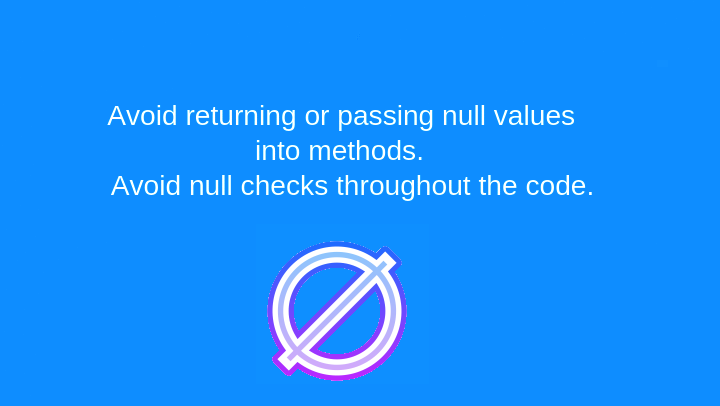 Avoid returning or passing null values
into methods.
Avoid null checks throughout the code.